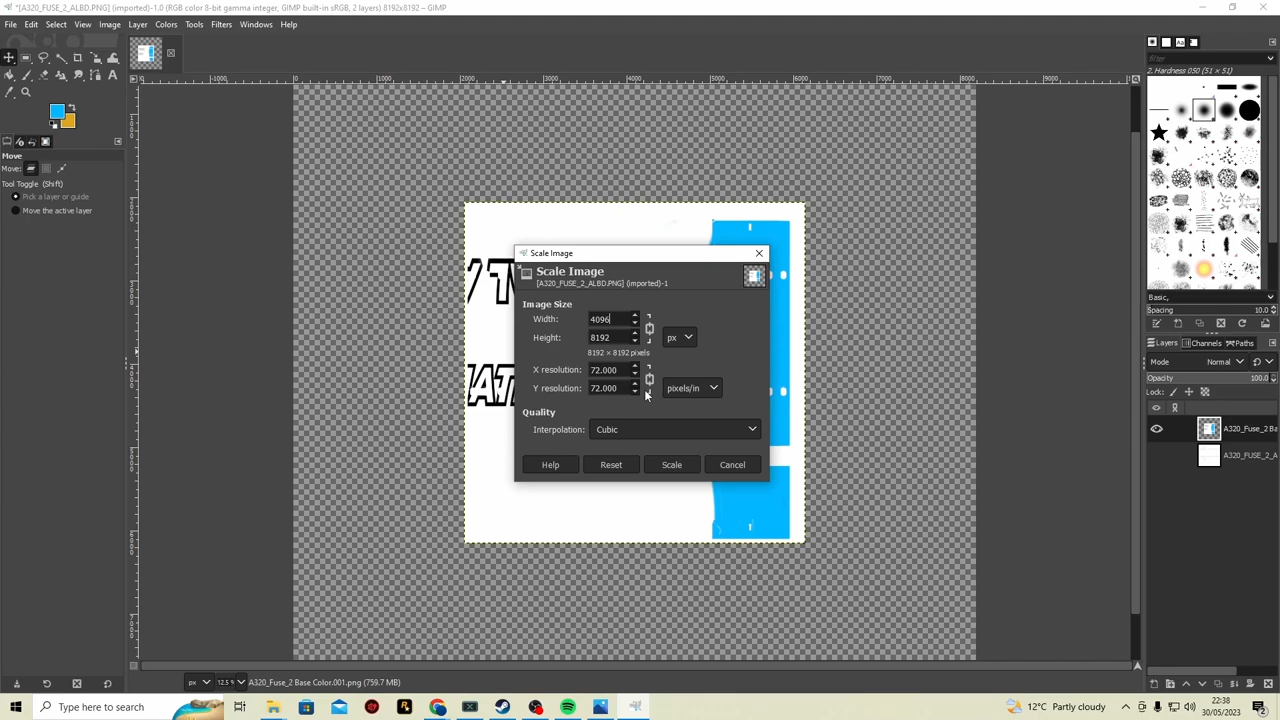 *[A320_FUSE_2_ALBD.PNG] (imported)-1.0 (RGB color 8-bit gamma integer, GIMP built-in sRGB, 2 layers) 8192x8192 – GIMP
File Edit Select View Image Layer Colors Tools Filters Windows Help
Move
Move:
Tool Toggle (Shift)
Pick a layer or guide
Move the active layer
Scale Image
Scale Image
[A320_FUSE_2_ALBD.PNG] (imported)-1
Image Size
Width: 4096
Height: 8192 px
8192 × 8192 pixels
X resolution: 72.000
Y resolution: 72.000 pixels/in
Quality
Interpolation: Cubic
Help Reset Scale Cancel
filter
2. Hardness 050 (51 × 51)
Basic,
Spacing 10.0
Layers Channels Paths
Mode Normal
Opacity 100.0
Lock:
A320_Fuse_2 Ba
A320_FUSE_2_A
px 12.5 % A320_Fuse_2 Base Color.001.png (759.7 MB)
Type here to search
12°C Partly cloudy
22:38
30/05/2023